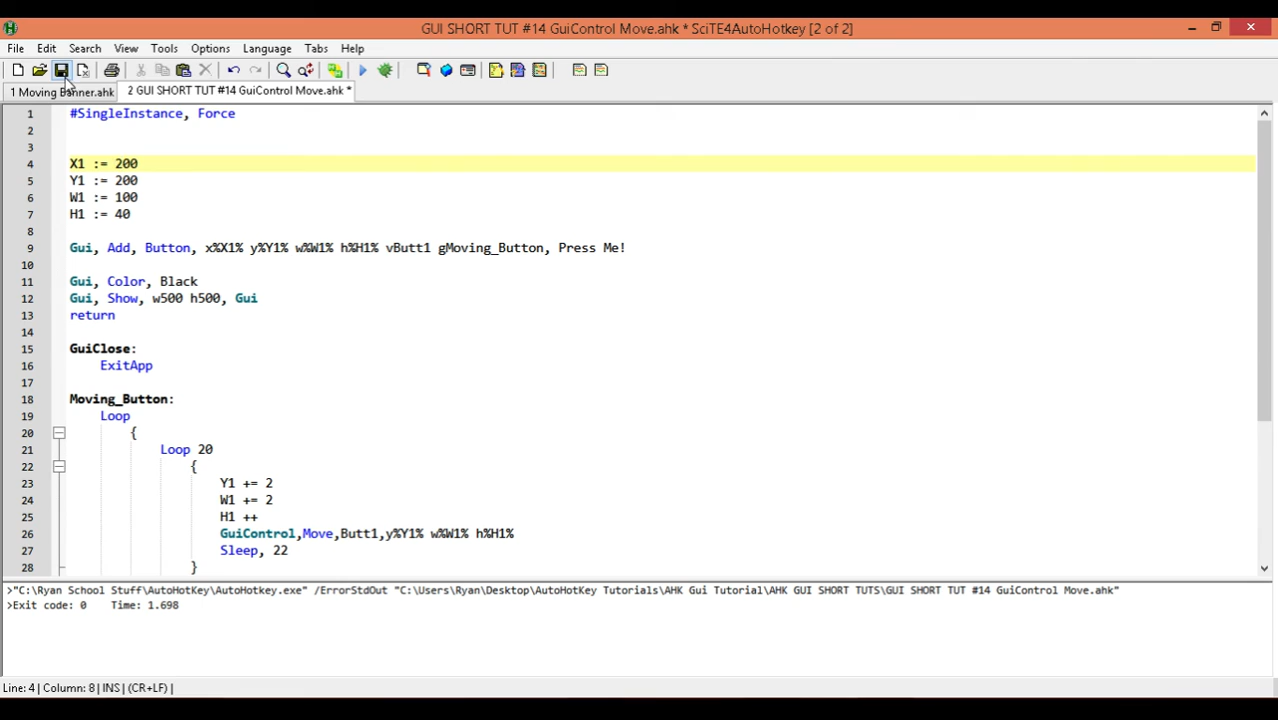 GUI SHORT TUT #14 GuiControl Move.ahk * SciTE4AutoHotkey [2 of 2]
File Edit Search View Tools Options Language Tabs Help
1 Moving Banner.ahk 2 GUI SHORT TUT #14 GuiControl Move.ahk *
1 #SingleInstance, Force
2
3
4 X1 := 200
5 Y1 := 200
6 W1 := 100
7 H1 := 40
8
9 Gui, Add, Button, x%X1% y%Y1% w%W1% h%H1% vButt1 gMoving_Button, Press Me!
10
11 Gui, Color, Black
12 Gui, Show, w500 h500, Gui
13 return
14
15 GuiClose:
16 ExitApp
17
18 Moving_Button:
19 Loop
20 {
21 Loop 20
22 {
23 Y1 += 2
24 W1 += 2
25 H1 ++
26 GuiControl,Move,Butt1,y%Y1% w%W1% h%H1%
27 Sleep, 22
28 }
>"C:\Ryan School Stuff\AutoHotKey\AutoHotkey.exe" /ErrorStdOut "C:\Users\Ryan\Desktop\AutoHotKey Tutorials\AHK Gui Tutorial\AHK GUI SHORT TUTS\GUI SHORT TUT #14 GuiControl Move.ahk"
>Exit code: 0 Time: 1.698
Line: 4 | Column: 8 | INS | (CR+LF) |